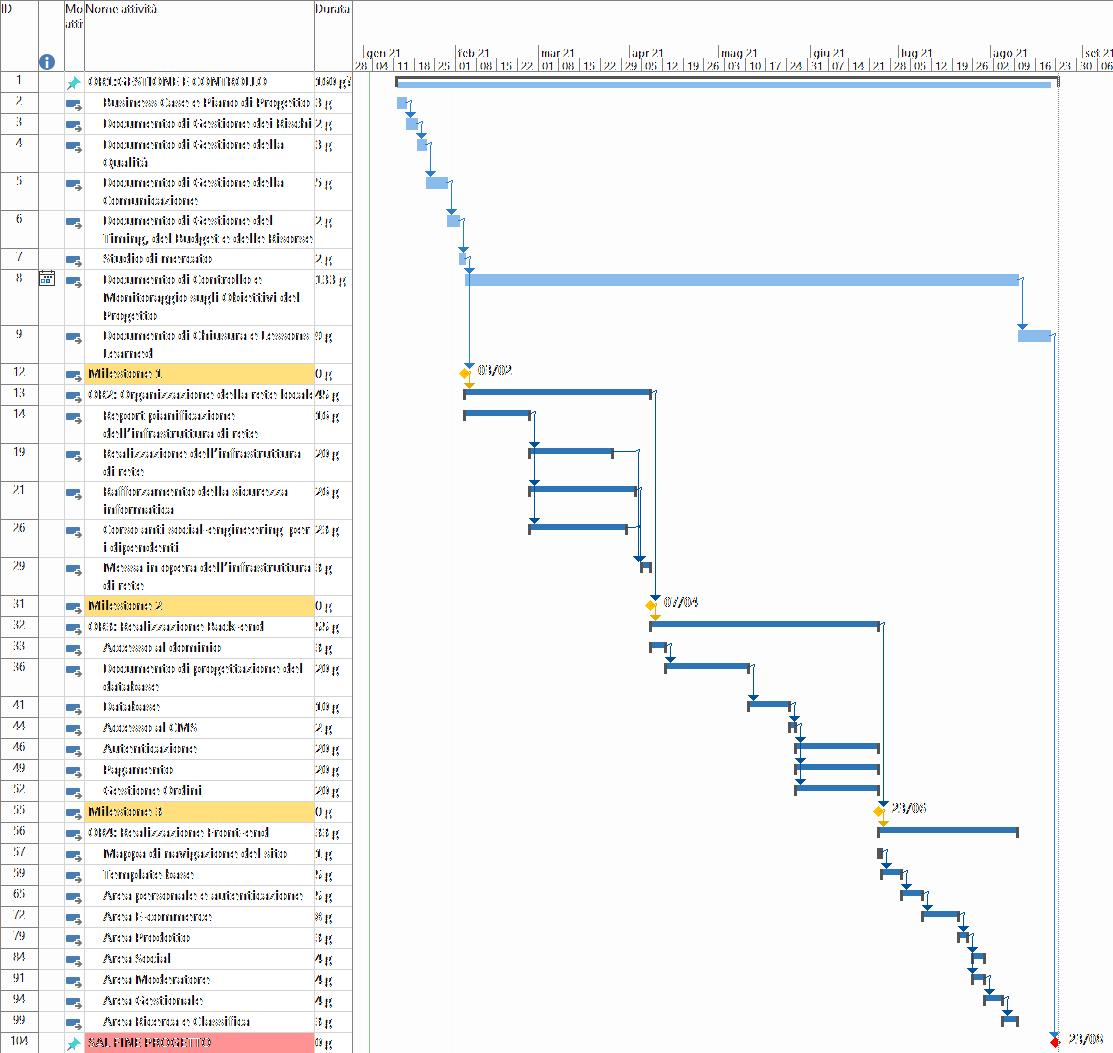 ID Mo Nome attività Durata
atti
gen 21 feb 21 mar 21 apr 21 mag 21 giu 21 lug 21 ago 21 set 21
28 04 11 18 25 01 08 15 22 01 08 15 22 29 05 12 19 26 03 10 17 24 31 07 14 21 28 05 12 19 26 02 09 16 23 30 06
1 OR1:GESTIONE E CONTROLLO
2 Business Case e Piano di Progetto 3 g
3 Documento di Gestione dei Rischi 2 g
4 Documento di Gestione della 3 g
Qualità
5 Documento di Gestione della 5 g
Comunicazione
6 Documento di Gestione del 2 g
Timing, del Budget e delle Risorse
7 Studio di mercato 2 g
8 Documento di Controllo e 133 g
Monitoraggio sugli Obiettivi del
Progetto
9 Documento di Chiusura e Lessons 9 g
Learned
12 Milestone 1 0 g 03/02
13 OR2: Organizzazione della rete locale 45 g
14 Report pianificazione 16 g
dell'infrastruttura di rete
19 Realizzazione dell'infrastruttura 20 g
di rete
21 Rafforzamento della sicurezza 26 g
informatica
26 Corso anti social-engineering per 23 g
i dipendenti
29 Messa in opera dell'infrastruttura 3 g
di rete
31 Milestone 2 0 g 07/04
32 OR3: Realizzazione Back-end 55 g
33 Accesso al dominio 3 g
36 Documento di progettazione del 20 g
database
41 Database 10 g
44 Accesso al CMS 2 g
46 Autenticazione 20 g
49 Pagamento 20 g
52 Gestione Ordini 20 g
55 Milestone 3 0 g 23/06
56 OR4: Realizzazione Front-end 33 g
57 Mappa di navigazione del sito 1 g
59 Template base 5 g
65 Area personale e autenticazione 5 g
72 Area E-commerce 8 g
79 Area Prodotto 3 g
84 Area Social 4 g
91 Area Moderatore 4 g
94 Area Gestionale 4 g
99 Area Ricerca e Classifica 3 g
104 SAL FINE PROGETTO 0 g 23/08